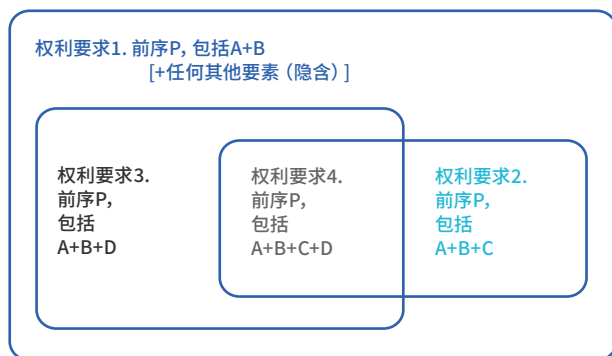 权利要求1. 前序P, 包括A+B
[+任何其他要素（隐含）]
权利要求3.
前序P,
包括
A+B+D
权利要求4.
前序P,
包括
A+B+C+D
权利要求2.
前序P,
包括
A+B+C